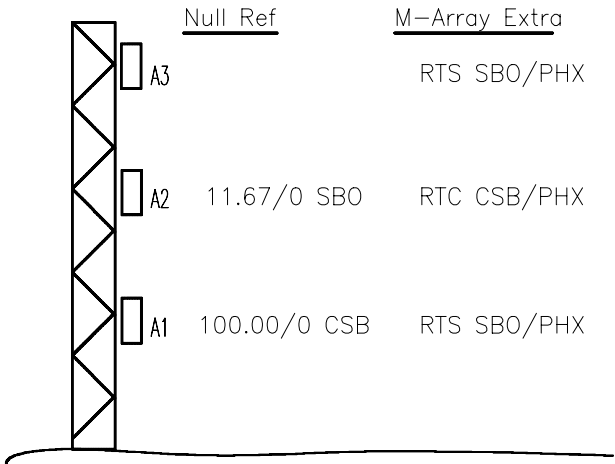 Null Ref M-Array Extra
A3 RTS SBO/PHX
A2 11.67/0 SBO RTC CSB/PHX
A1 100.00/0 CSB RTS SBO/PHX